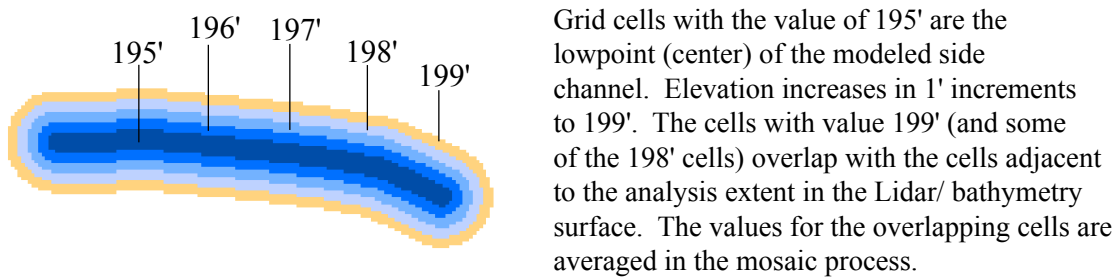 195'
196'
197'
198'
199'
Grid cells with the value of 195' are the
lowpoint (center) of the modeled side
channel.  Elevation increases in 1' increments
to 199'.  The cells with value 199' (and some
of the 198' cells) overlap with the cells adjacent
to the analysis extent in the Lidar/ bathymetry
surface.  The values for the overlapping cells are
averaged in the mosaic process.